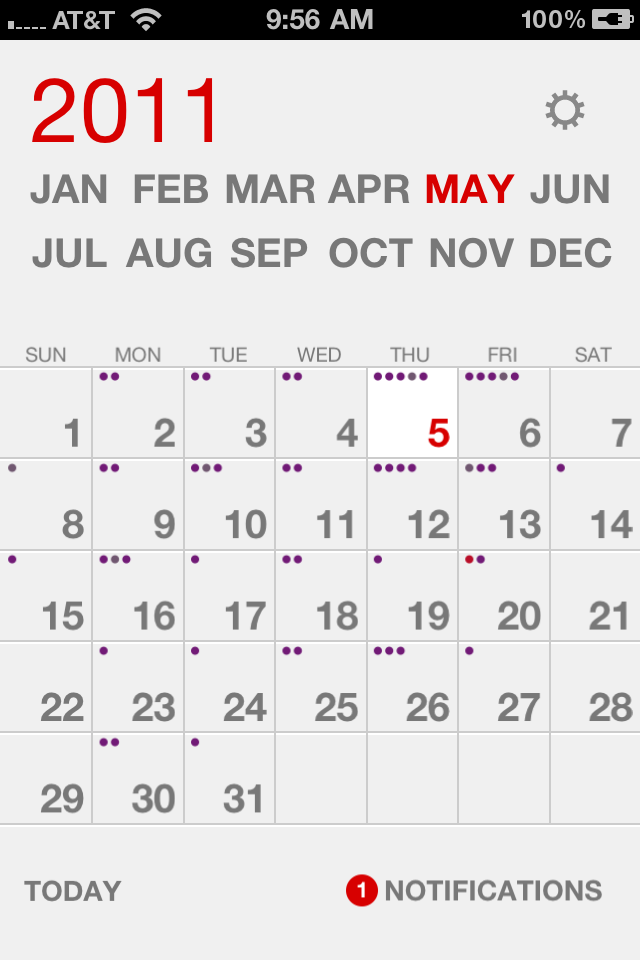 AT&T 9:56 AM 100%
2011
JAN FEB MAR APR MAY JUN
JUL AUG SEP OCT NOV DEC
SUN MON TUE WED THU FRI SAT
1 2 3 4 5 6 7
8 9 10 11 12 13 14
15 16 17 18 19 20 21
22 23 24 25 26 27 28
29 30 31
TODAY 1 NOTIFICATIONS